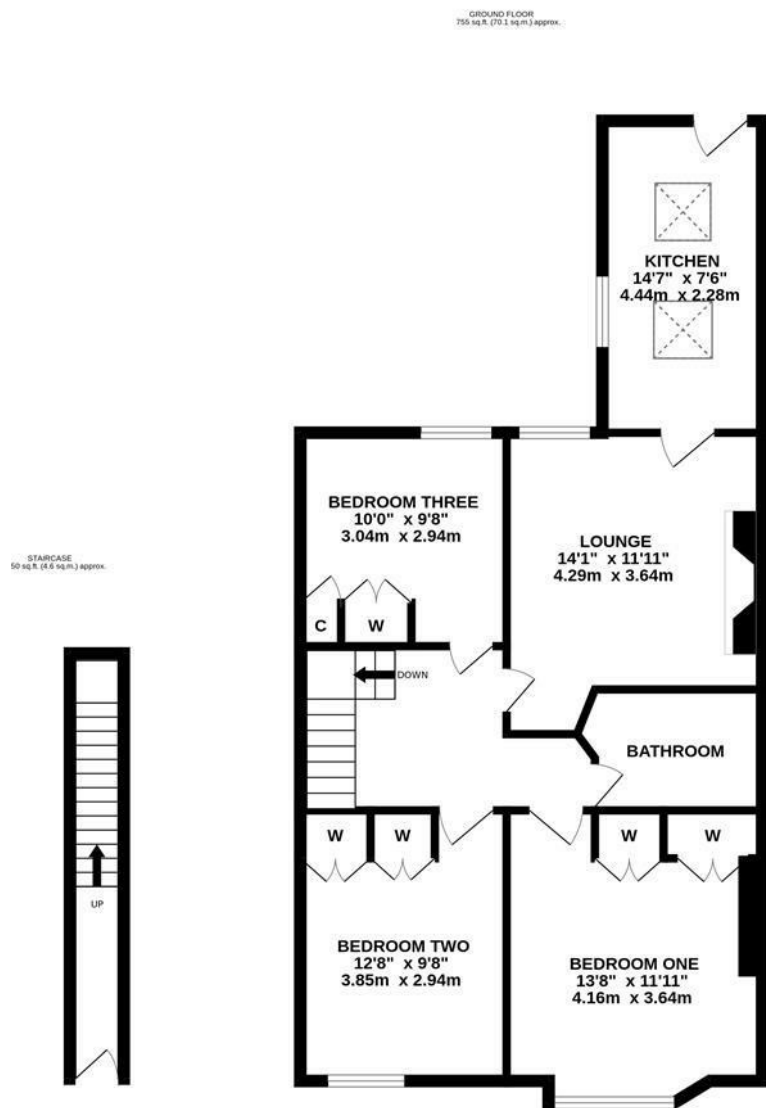 GROUND FLOOR
755 sq.ft. (70.1 sq.m.) approx.
KITCHEN
14'7" x 7'6"
4.44m x 2.28m
BEDROOM THREE
10'0" x 9'8"
3.04m x 2.94m
LOUNGE
14'1" x 11'11"
4.29m x 3.64m
STAIRCASE
50 sq.ft. (4.6 sq.m.) approx.
C
W
DOWN
BATHROOM
W
W
W
W
UP
BEDROOM TWO
12'8" x 9'8"
3.85m x 2.94m
BEDROOM ONE
13'8" x 11'11"
4.16m x 3.64m